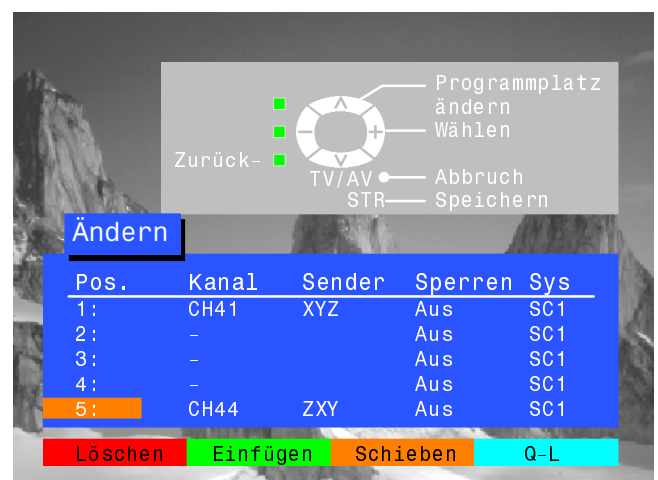 Programmplatz
ändern
Wählen
Zurück–
TV/AV Abbruch
STR Speichern
Ändern
Pos. Kanal Sender Sperren Sys
1: CH41 XYZ Aus SC1
2: – Aus SC1
3: – Aus SC1
4: – Aus SC1
5: CH44 ZXY Aus SC1
Löschen Einfügen Schieben Q–L